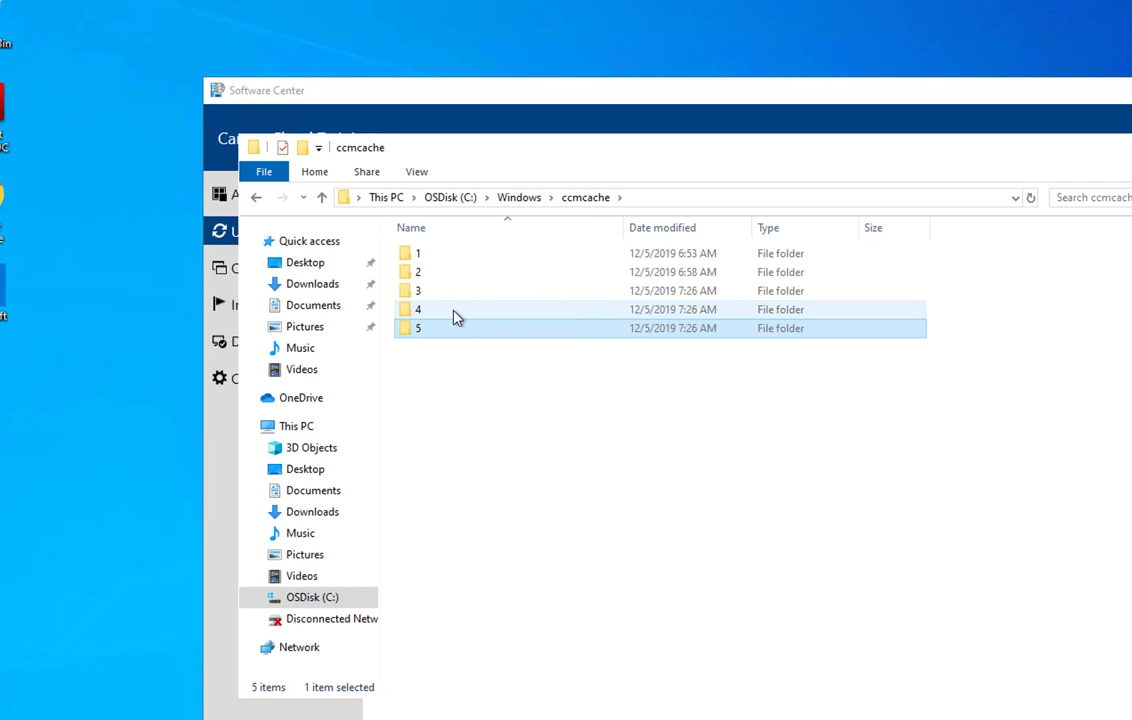 Software Center
ccmcache
File Home Share View
This PC OSDisk (C:) Windows ccmcache Search ccmcach
Name Date modified Type Size
1 12/5/2019 6:53 AM File folder
2 12/5/2019 6:58 AM File folder
3 12/5/2019 7:26 AM File folder
4 12/5/2019 7:26 AM File folder
5 12/5/2019 7:26 AM File folder
Quick access
Desktop
Downloads
Documents
Pictures
Music
Videos
OneDrive
This PC
3D Objects
Desktop
Documents
Downloads
Music
Pictures
Videos
OSDisk (C:)
Disconnected Netw
Network
5 items 1 item selected